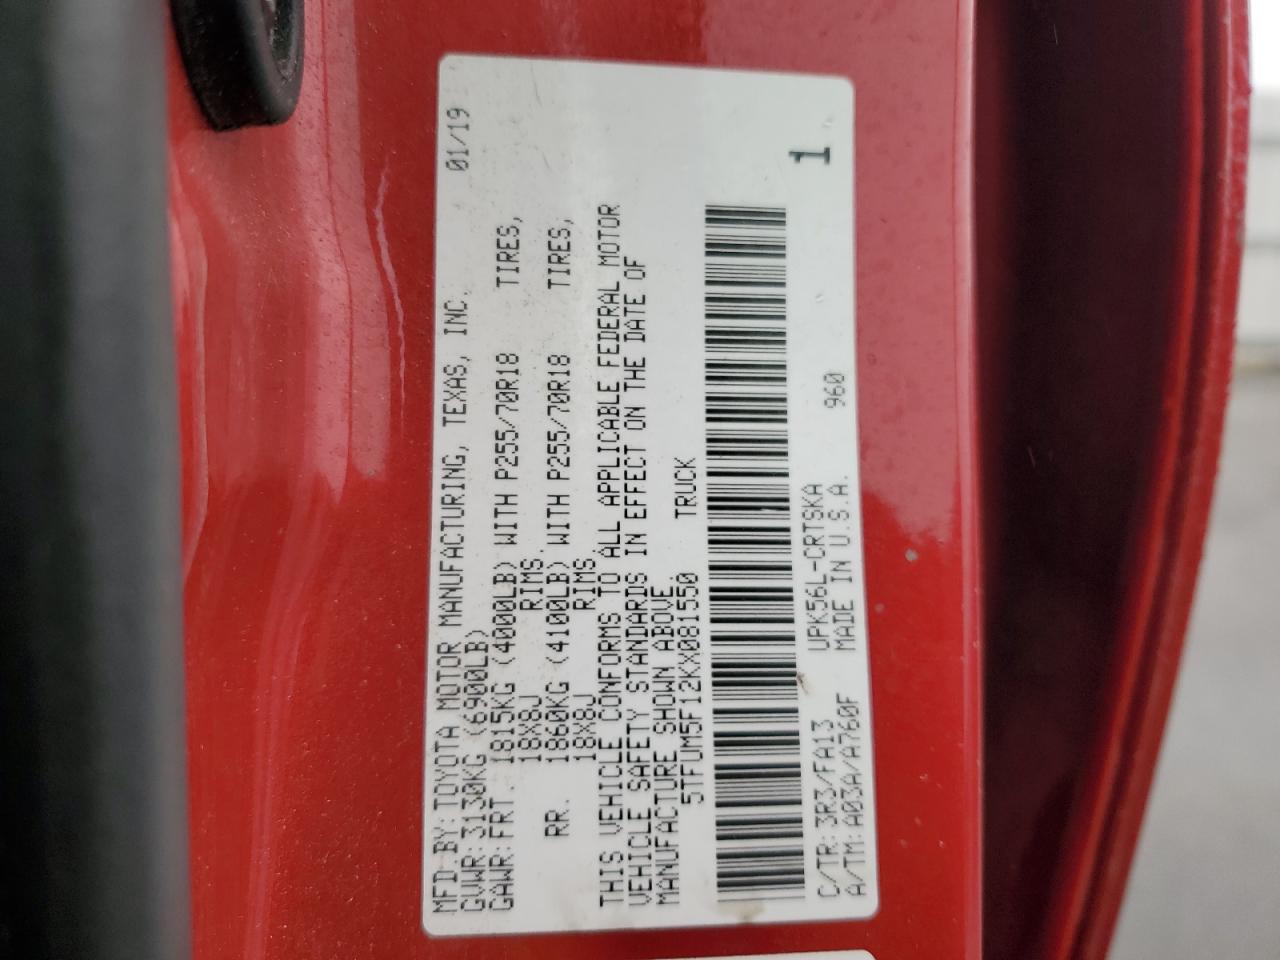 MFD.BY:TOYOTA MOTOR MANUFACTURING, TEXAS, INC. 01/19
GVWR:3130KG (6900LB)
GAWR:FRT. 1815KG (4000LB) WITH P255/70R18 TIRES,
18X8J RIMS.
RR. 1860KG (4100LB) WITH P255/70R18 TIRES,
18X8J RIMS.
THIS VEHICLE CONFORMS TO ALL APPLICABLE FEDERAL MOTOR
VEHICLE SAFETY STANDARDS IN EFFECT ON THE DATE OF
MANUFACTURE SHOWN ABOVE.
5TFUM5F12KX081550 TRUCK
1
C/TR:3R3/FA13 UPK56L-CRTSKA 960
A/TM:A03A/A760F MADE IN U.S.A.